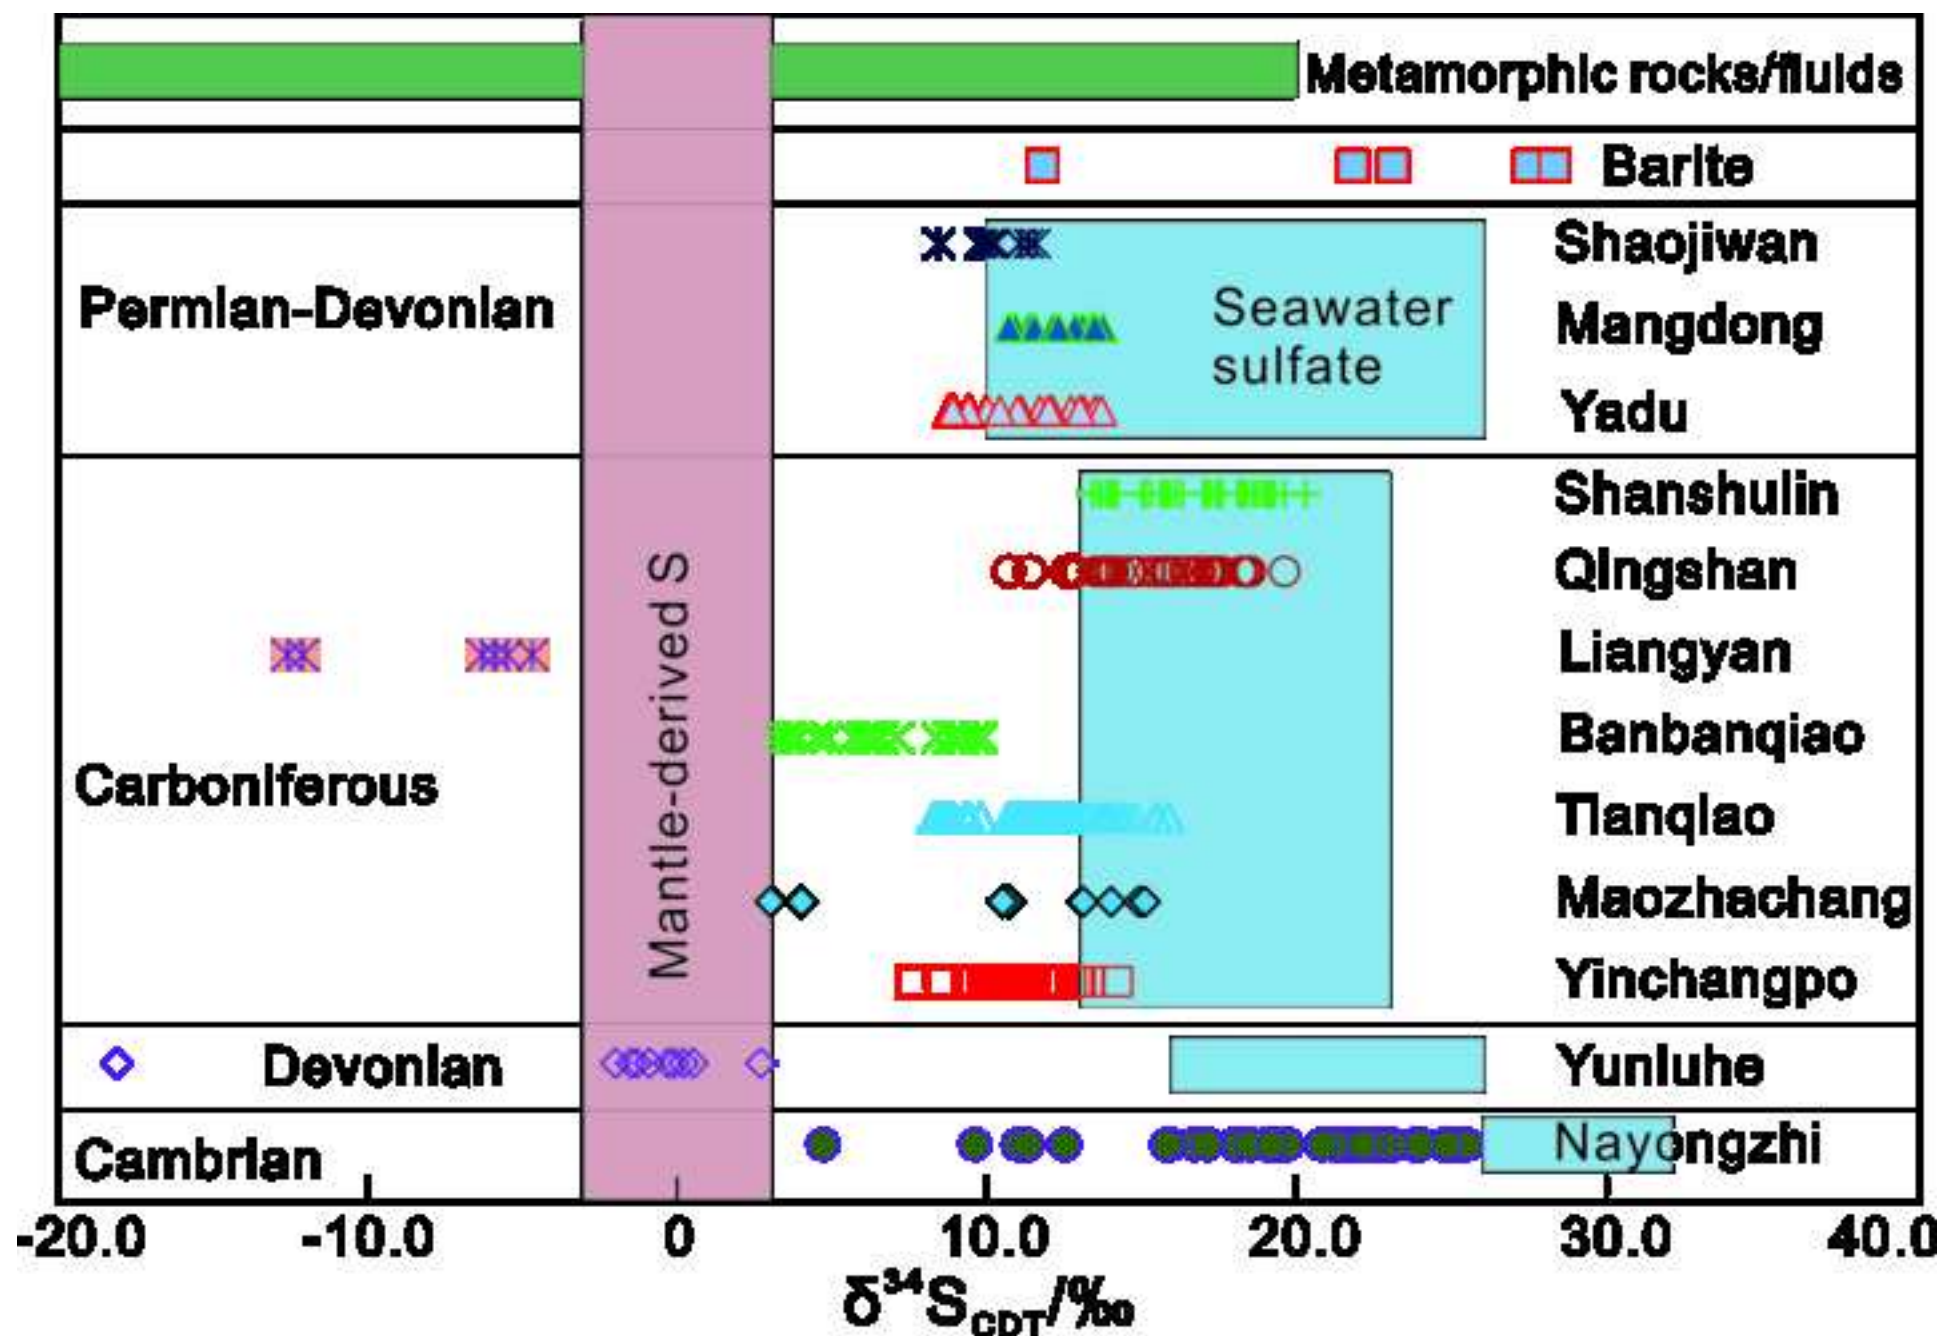 Metamorphic rocks/fluids
Barite
Shaojiwan
Permian-Devonian
Seawater
sulfate
Mangdong
Yadu
Shanshulin
Qingshan
Mantle-derived S
Liangyan
Banbanqiao
Carboniferous
Tianqiao
Maozhachang
Yinchangpo
Devonian
Yunluhe
Cambrian
Nayongzhi
-20.0 -10.0 0 10.0 20.0 30.0 40.0
δ³⁴S_CDT/‰